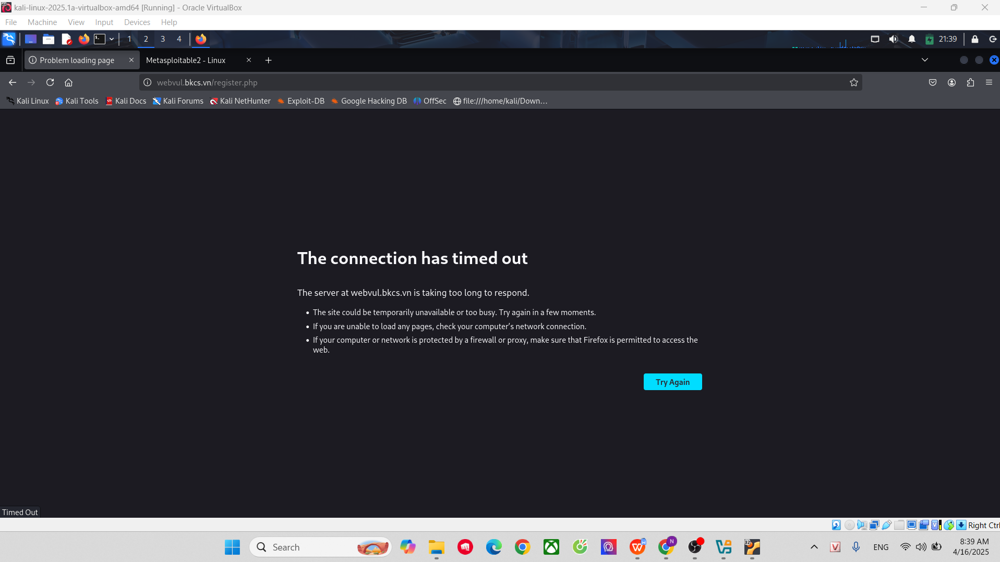 kali-linux-2025.1a-virtualbox-amd64 [Running] - Oracle VirtualBox
File Machine View Input Devices Help
1 2 3 4 21:39
Problem loading page Metasploitable2 - Linux
webvul.bkcs.vn/register.php
Kali Linux Kali Tools Kali Docs Kali Forums Kali NetHunter Exploit-DB Google Hacking DB OffSec file:///home/kali/Down…
The connection has timed out
The server at webvul.bkcs.vn is taking too long to respond.
• The site could be temporarily unavailable or too busy. Try again in a few moments.
• If you are unable to load any pages, check your computer’s network connection.
• If your computer or network is protected by a firewall or proxy, make sure that Firefox is permitted to access the
web.
Try Again
Timed Out
Right Ctrl
Search
ENG
8:39 AM
4/16/2025